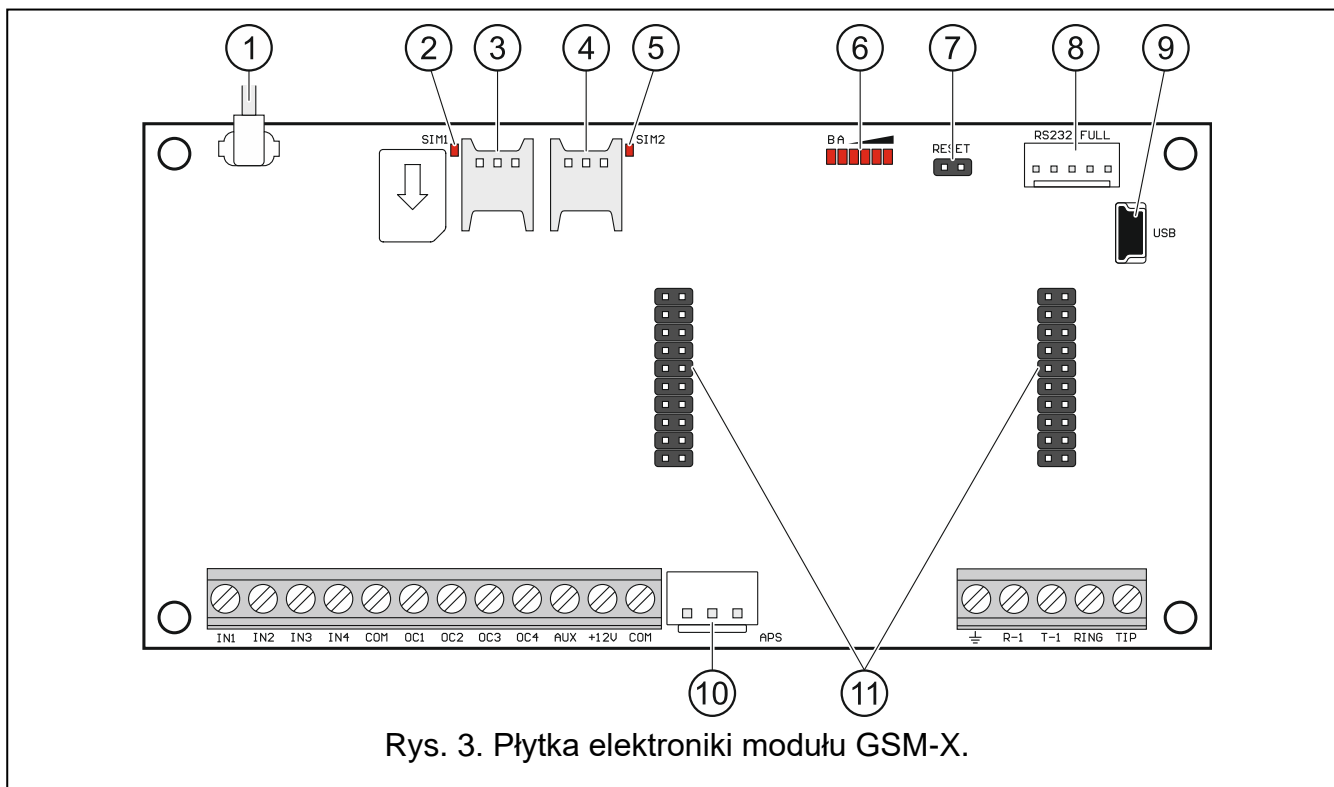 1 2 3 4 5 6 7 8 9
SIM1 SIM2 BA RESET RS232 FULL
USB
IN1 IN2 IN3 IN4 COM OC1 OC2 OC3 OC4 AUX +12V COM APS R-1 T-1 RING TIP
10 11
Rys. 3. Płytka elektroniki modułu GSM-X.